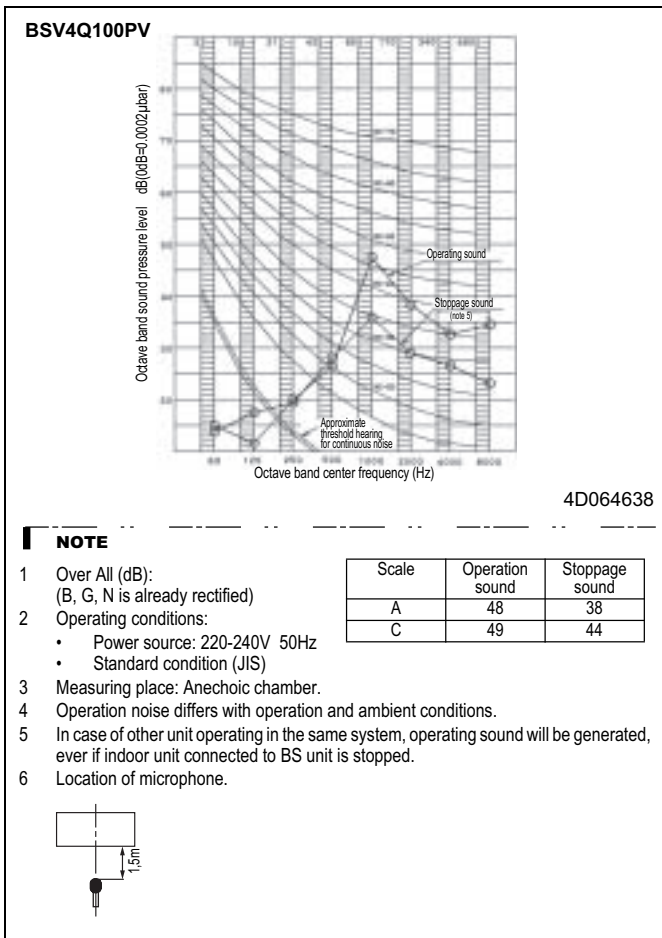 BSV4Q100PV
Octave band sound pressure level dB(0dB=0.0002µbar)
Operating sound
Stoppage sound
(note 5)
Approximate
threshold hearing
for continuous noise
Octave band center frequency (Hz)
4D064638
NOTE
1 Over All (dB):
(B, G, N is already rectified)
2 Operating conditions:
• Power source: 220-240V 50Hz
• Standard condition (JIS)
3 Measuring place: Anechoic chamber.
4 Operation noise differs with operation and ambient conditions.
5 In case of other unit operating in the same system, operating sound will be generated,
ever if indoor unit connected to BS unit is stopped.
6 Location of microphone.
Scale Operation sound Stoppage sound
A 48 38
C 49 44
1,5m